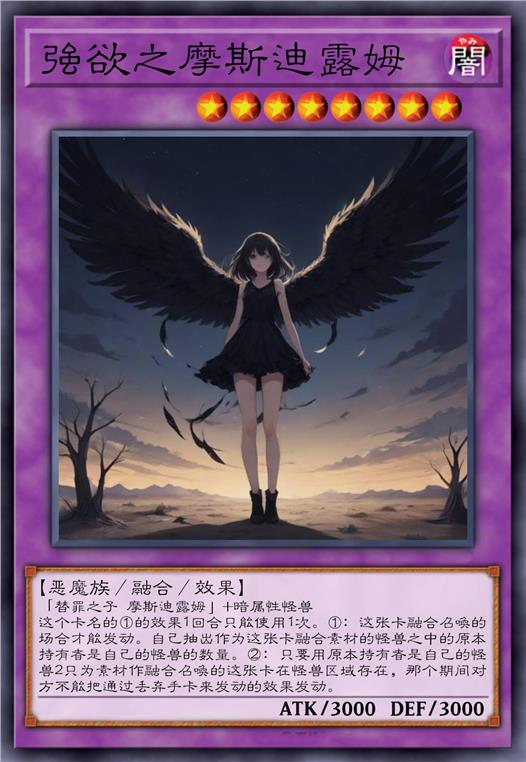 強欲之摩斯迪露姆
やみ
闇
【恶魔族／融合／效果】
「替罪之子 摩斯迪露姆」+暗属性怪兽
这个卡名的①的效果1回合只能使用1次。①：这张卡融合召唤的
场合才能发动。自己抽出作为这张卡融合素材的怪兽之中的原本
持有者是自己的怪兽的数量。②：只要用原本持有者是自己的怪
兽2只为素材作融合召唤的这张卡在怪兽区域存在，那个期间对
方不能把通过丢弃手卡来发动的效果发动。
ATK/3000 DEF/3000